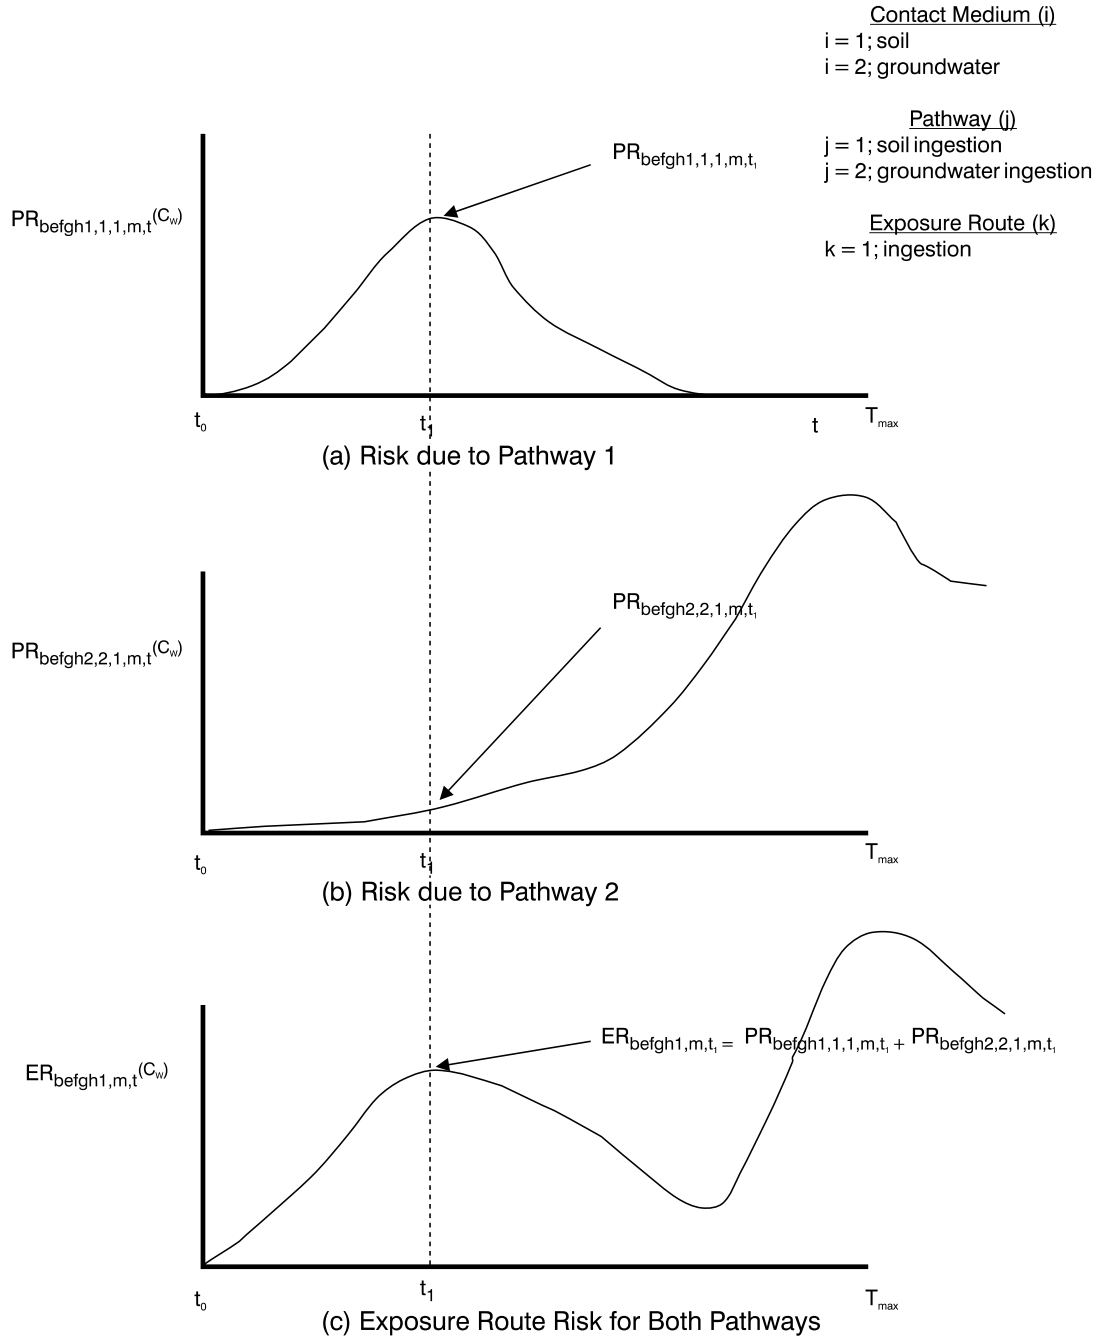 Contact Medium (i)
i = 1; soil
i = 2; groundwater
Pathway (j)
j = 1; soil ingestion
j = 2; groundwater ingestion
Exposure Route (k)
k = 1; ingestion
PRbefgh1,1,1,m,t1
PRbefgh1,1,1,m,t(Cw)
t0
t1
t
Tmax
(a) Risk due to Pathway 1
PRbefgh2,2,1,m,t1
PRbefgh2,2,1,m,t(Cw)
t0
t1
Tmax
(b) Risk due to Pathway 2
ERbefgh1,m,t1 = PRbefgh1,1,1,m,t1 + PRbefgh2,2,1,m,t1
ERbefgh1,m,t(Cw)
t0
t1
Tmax
(c) Exposure Route Risk for Both Pathways